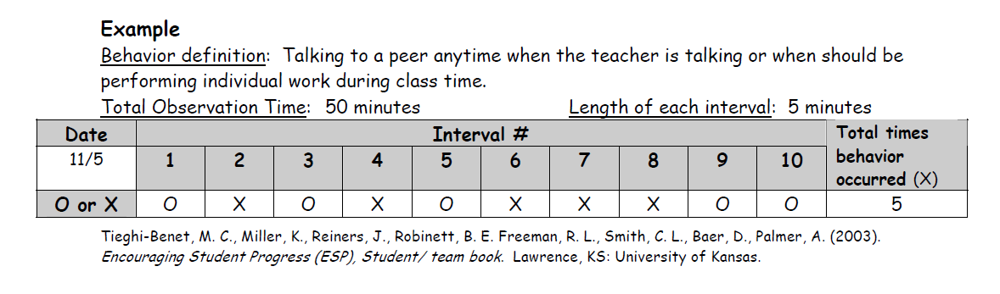 Example
Behavior definition: Talking to a peer anytime when the teacher is talking or when should be
performing individual work during class time.
Total Observation Time: 50 minutes Length of each interval: 5 minutes
Date Interval # Total times
behavior
occurred (X)
11/5 1 2 3 4 5 6 7 8 9 10
O or X O X O X O X X X O O 5
Tieghi-Benet, M. C., Miller, K., Reiners, J., Robinett, B. E. Freeman, R. L., Smith, C. L., Baer, D., Palmer, A. (2003).
Encouraging Student Progress (ESP), Student/ team book. Lawrence, KS: University of Kansas.